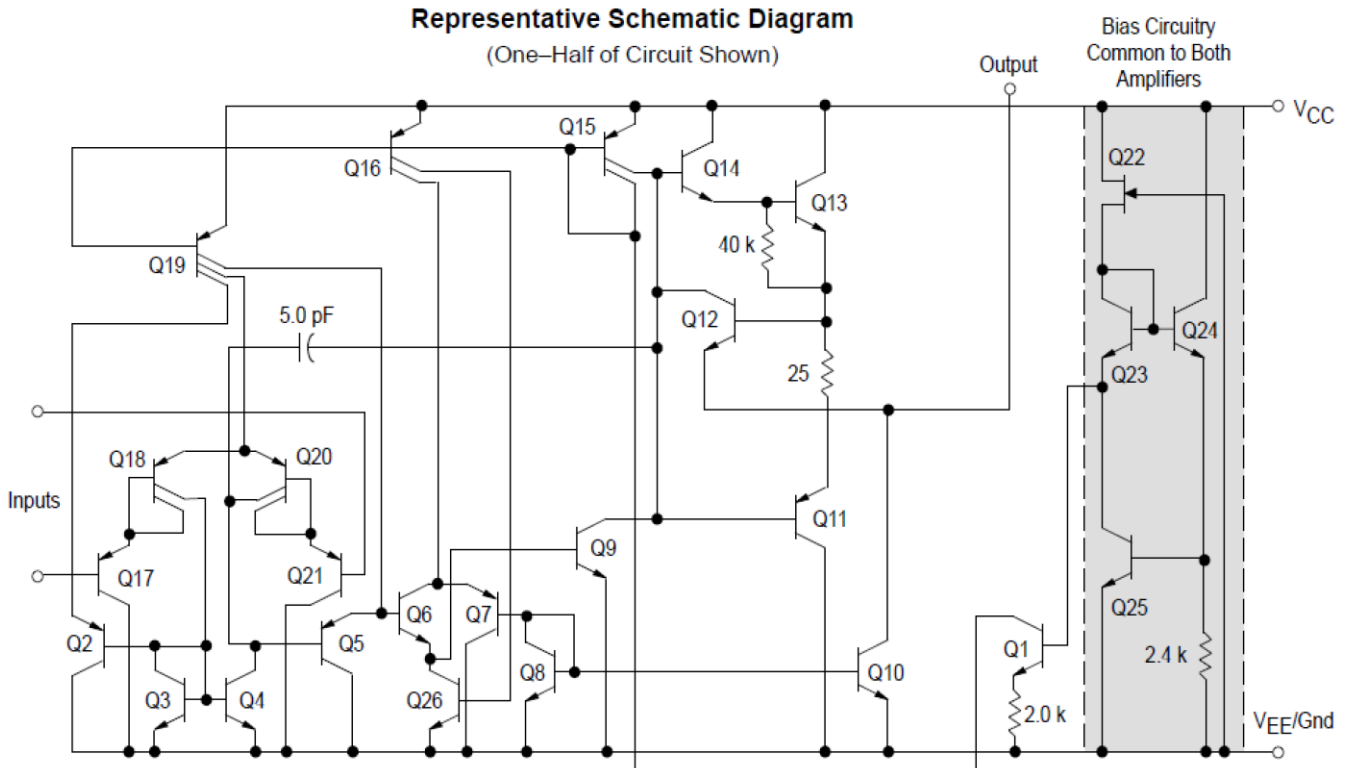 Representative Schematic Diagram
(One–Half of Circuit Shown)
Bias Circuitry
Common to Both
Amplifiers
Output
VCC
Q15
Q16
Q14
Q22
Q13
40 k
Q19
5.0 pF
Q12
Q24
25
Q23
Q18
Q20
Inputs
Q11
Q9
Q17
Q21
Q25
Q6
Q7
Q2
Q5
Q1
2.4 k
Q8
Q10
Q3
Q4
Q26
2.0 k
VEE/Gnd